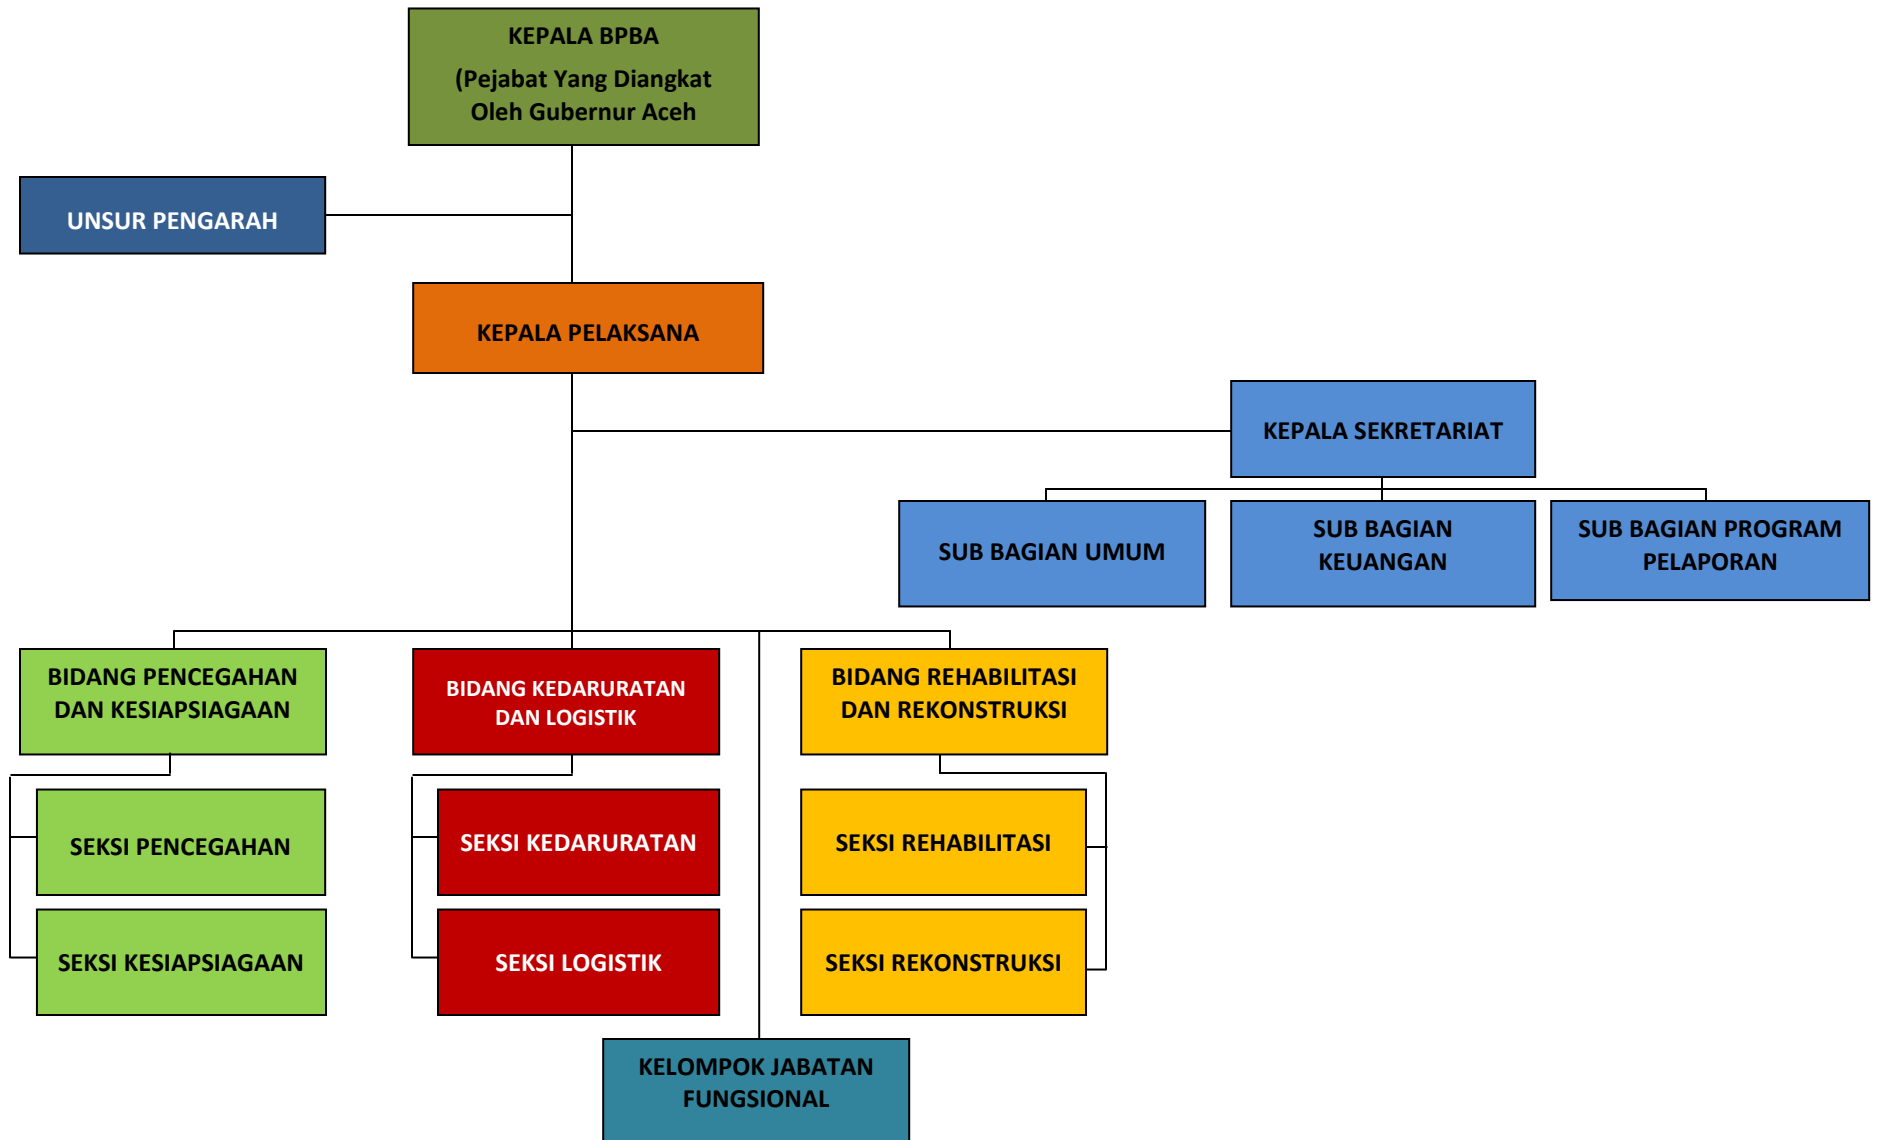 KEPALA BPBA
(Pejabat Yang Diangkat
Oleh Gubernur Aceh
UNSUR PENGARAH
KEPALA PELAKSANA
KEPALA SEKRETARIAT
SUB BAGIAN UMUM
SUB BAGIAN
KEUANGAN
SUB BAGIAN PROGRAM
PELAPORAN
BIDANG PENCEGAHAN
DAN KESIAPSIAGAAN
BIDANG KEDARURATAN
DAN LOGISTIK
BIDANG REHABILITASI
DAN REKONSTRUKSI
SEKSI PENCEGAHAN
SEKSI KEDARURATAN
SEKSI REHABILITASI
SEKSI KESIAPSIAGAAN
SEKSI LOGISTIK
SEKSI REKONSTRUKSI
KELOMPOK JABATAN
FUNGSIONAL